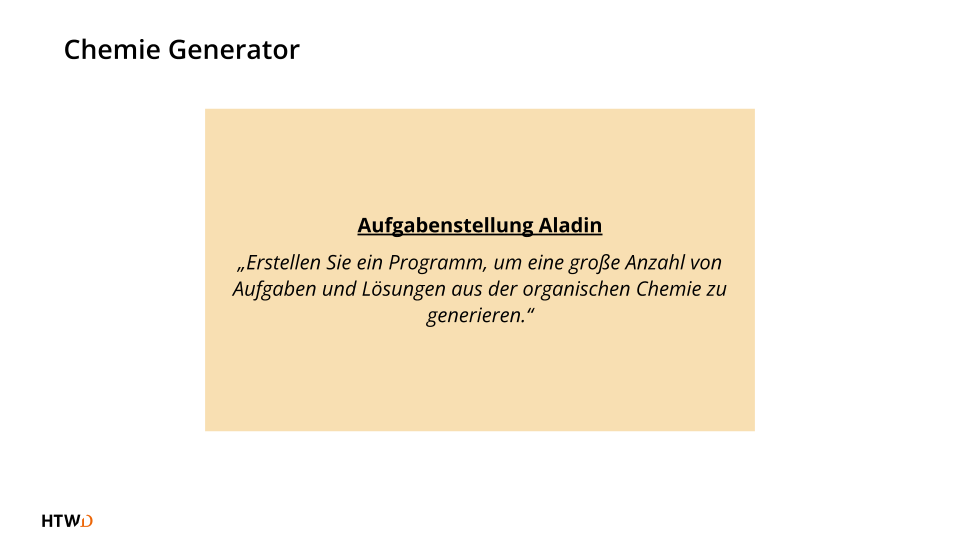 Chemie Generator
Aufgabenstellung Aladin
„Erstellen Sie ein Programm, um eine große Anzahl von
Aufgaben und Lösungen aus der organischen Chemie zu
generieren.“
HTWD